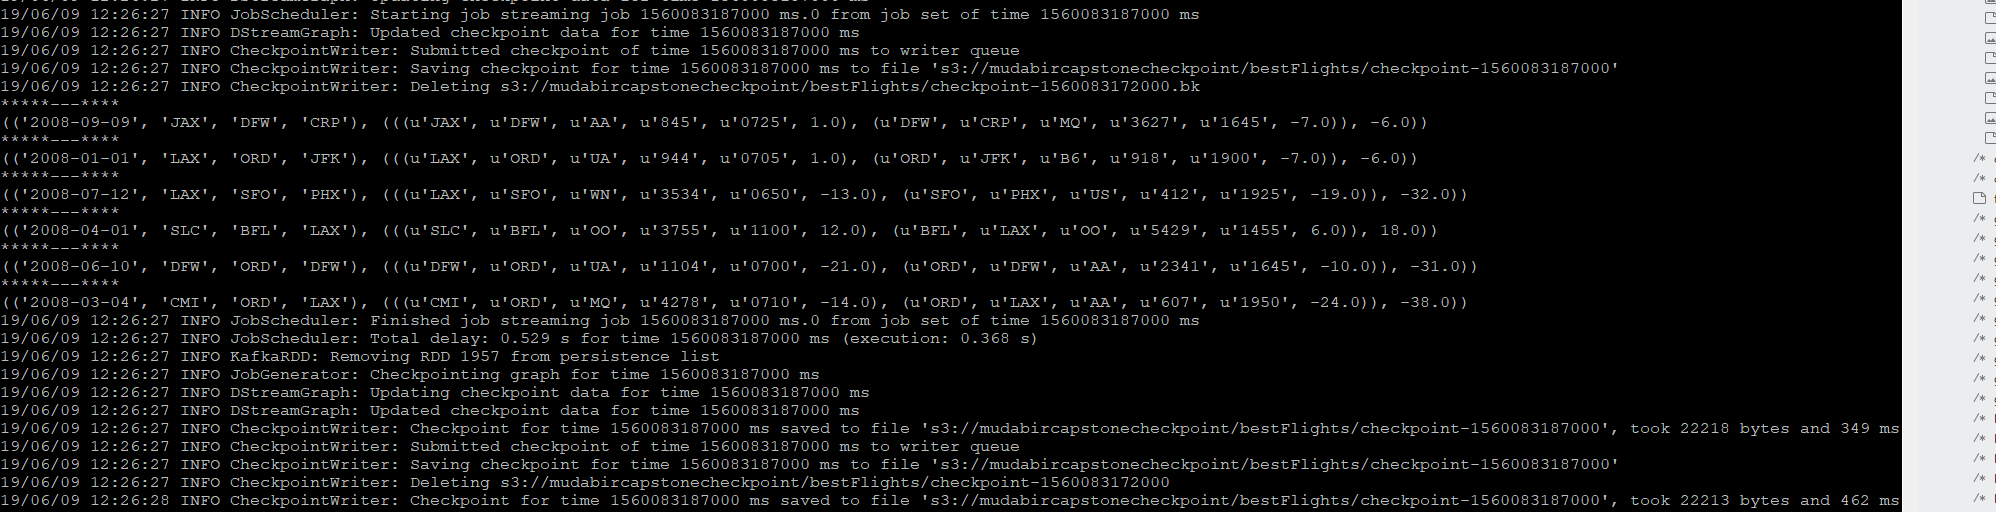 19/06/09 12:26:27 INFO JobScheduler: Starting job streaming job 1560083187000 ms.0 from job set of time 1560083187000 ms
19/06/09 12:26:27 INFO DStreamGraph: Updated checkpoint data for time 1560083187000 ms
19/06/09 12:26:27 INFO CheckpointWriter: Submitted checkpoint of time 1560083187000 ms to writer queue
19/06/09 12:26:27 INFO CheckpointWriter: Saving checkpoint for time 1560083187000 ms to file 's3://mudabircapstonecheckpoint/bestFlights/checkpoint-1560083187000'
19/06/09 12:26:27 INFO CheckpointWriter: Deleting s3://mudabircapstonecheckpoint/bestFlights/checkpoint-1560083172000.bk
*****---****
(('2008-09-09', 'JAX', 'DFW', 'CRP'), (((u'JAX', u'DFW', u'AA', u'845', u'0725', 1.0), (u'DFW', u'CRP', u'MQ', u'3627', u'1645', -7.0)), -6.0))
*****---****
(('2008-01-01', 'LAX', 'ORD', 'JFK'), (((u'LAX', u'ORD', u'UA', u'944', u'0705', 1.0), (u'ORD', u'JFK', u'B6', u'918', u'1900', -7.0)), -6.0))
*****---****
(('2008-07-12', 'LAX', 'SFO', 'PHX'), (((u'LAX', u'SFO', u'WN', u'3534', u'0650', -13.0), (u'SFO', u'PHX', u'US', u'412', u'1925', -19.0)), -32.0))
*****---****
(('2008-04-01', 'SLC', 'BFL', 'LAX'), (((u'SLC', u'BFL', u'OO', u'3755', u'1100', 12.0), (u'BFL', u'LAX', u'OO', u'5429', u'1455', 6.0)), 18.0))
*****---****
(('2008-06-10', 'DFW', 'ORD', 'DFW'), (((u'DFW', u'ORD', u'UA', u'1104', u'0700', -21.0), (u'ORD', u'DFW', u'AA', u'2341', u'1645', -10.0)), -31.0))
*****---****
(('2008-03-04', 'CMI', 'ORD', 'LAX'), (((u'CMI', u'ORD', u'MQ', u'4278', u'0710', -14.0), (u'ORD', u'LAX', u'AA', u'607', u'1950', -24.0)), -38.0))
19/06/09 12:26:27 INFO JobScheduler: Finished job streaming job 1560083187000 ms.0 from job set of time 1560083187000 ms
19/06/09 12:26:27 INFO JobScheduler: Total delay: 0.529 s for time 1560083187000 ms (execution: 0.368 s)
19/06/09 12:26:27 INFO KafkaRDD: Removing RDD 1957 from persistence list
19/06/09 12:26:27 INFO JobGenerator: Checkpointing graph for time 1560083187000 ms
19/06/09 12:26:27 INFO DStreamGraph: Updating checkpoint data for time 1560083187000 ms
19/06/09 12:26:27 INFO DStreamGraph: Updated checkpoint data for time 1560083187000 ms
19/06/09 12:26:27 INFO CheckpointWriter: Checkpoint for time 1560083187000 ms saved to file 's3://mudabircapstonecheckpoint/bestFlights/checkpoint-1560083187000', took 22218 bytes and 349 ms
19/06/09 12:26:27 INFO CheckpointWriter: Submitted checkpoint of time 1560083187000 ms to writer queue
19/06/09 12:26:27 INFO CheckpointWriter: Saving checkpoint for time 1560083187000 ms to file 's3://mudabircapstonecheckpoint/bestFlights/checkpoint-1560083187000'
19/06/09 12:26:27 INFO CheckpointWriter: Deleting s3://mudabircapstonecheckpoint/bestFlights/checkpoint-1560083172000
19/06/09 12:26:28 INFO CheckpointWriter: Checkpoint for time 1560083187000 ms saved to file 's3://mudabircapstonecheckpoint/bestFlights/checkpoint-1560083187000', took 22213 bytes and 462 ms